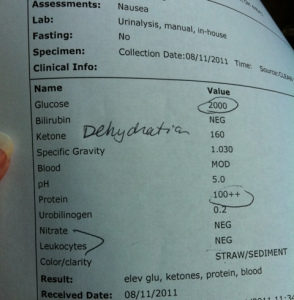 Assessments: Nausea
Lab: Urinalysis, manual, in-house
Fasting: No
Specimen: Collection Date:08/11/2011 Time: Source:CLEAN
Clinical Info:
Name Value
Glucose 2000
Bilirubin NEG
Ketone Dehydration 160
Specific Gravity 1.030
Blood MOD
pH 5.0
Protein 100++
Urobilinogen 0.2
Nitrate NEG
Leukocytes NEG
Color/clarity STRAW/SEDIMENT
Result: elev glu, ketones, protein, blood
Received Date: 08/11/2011